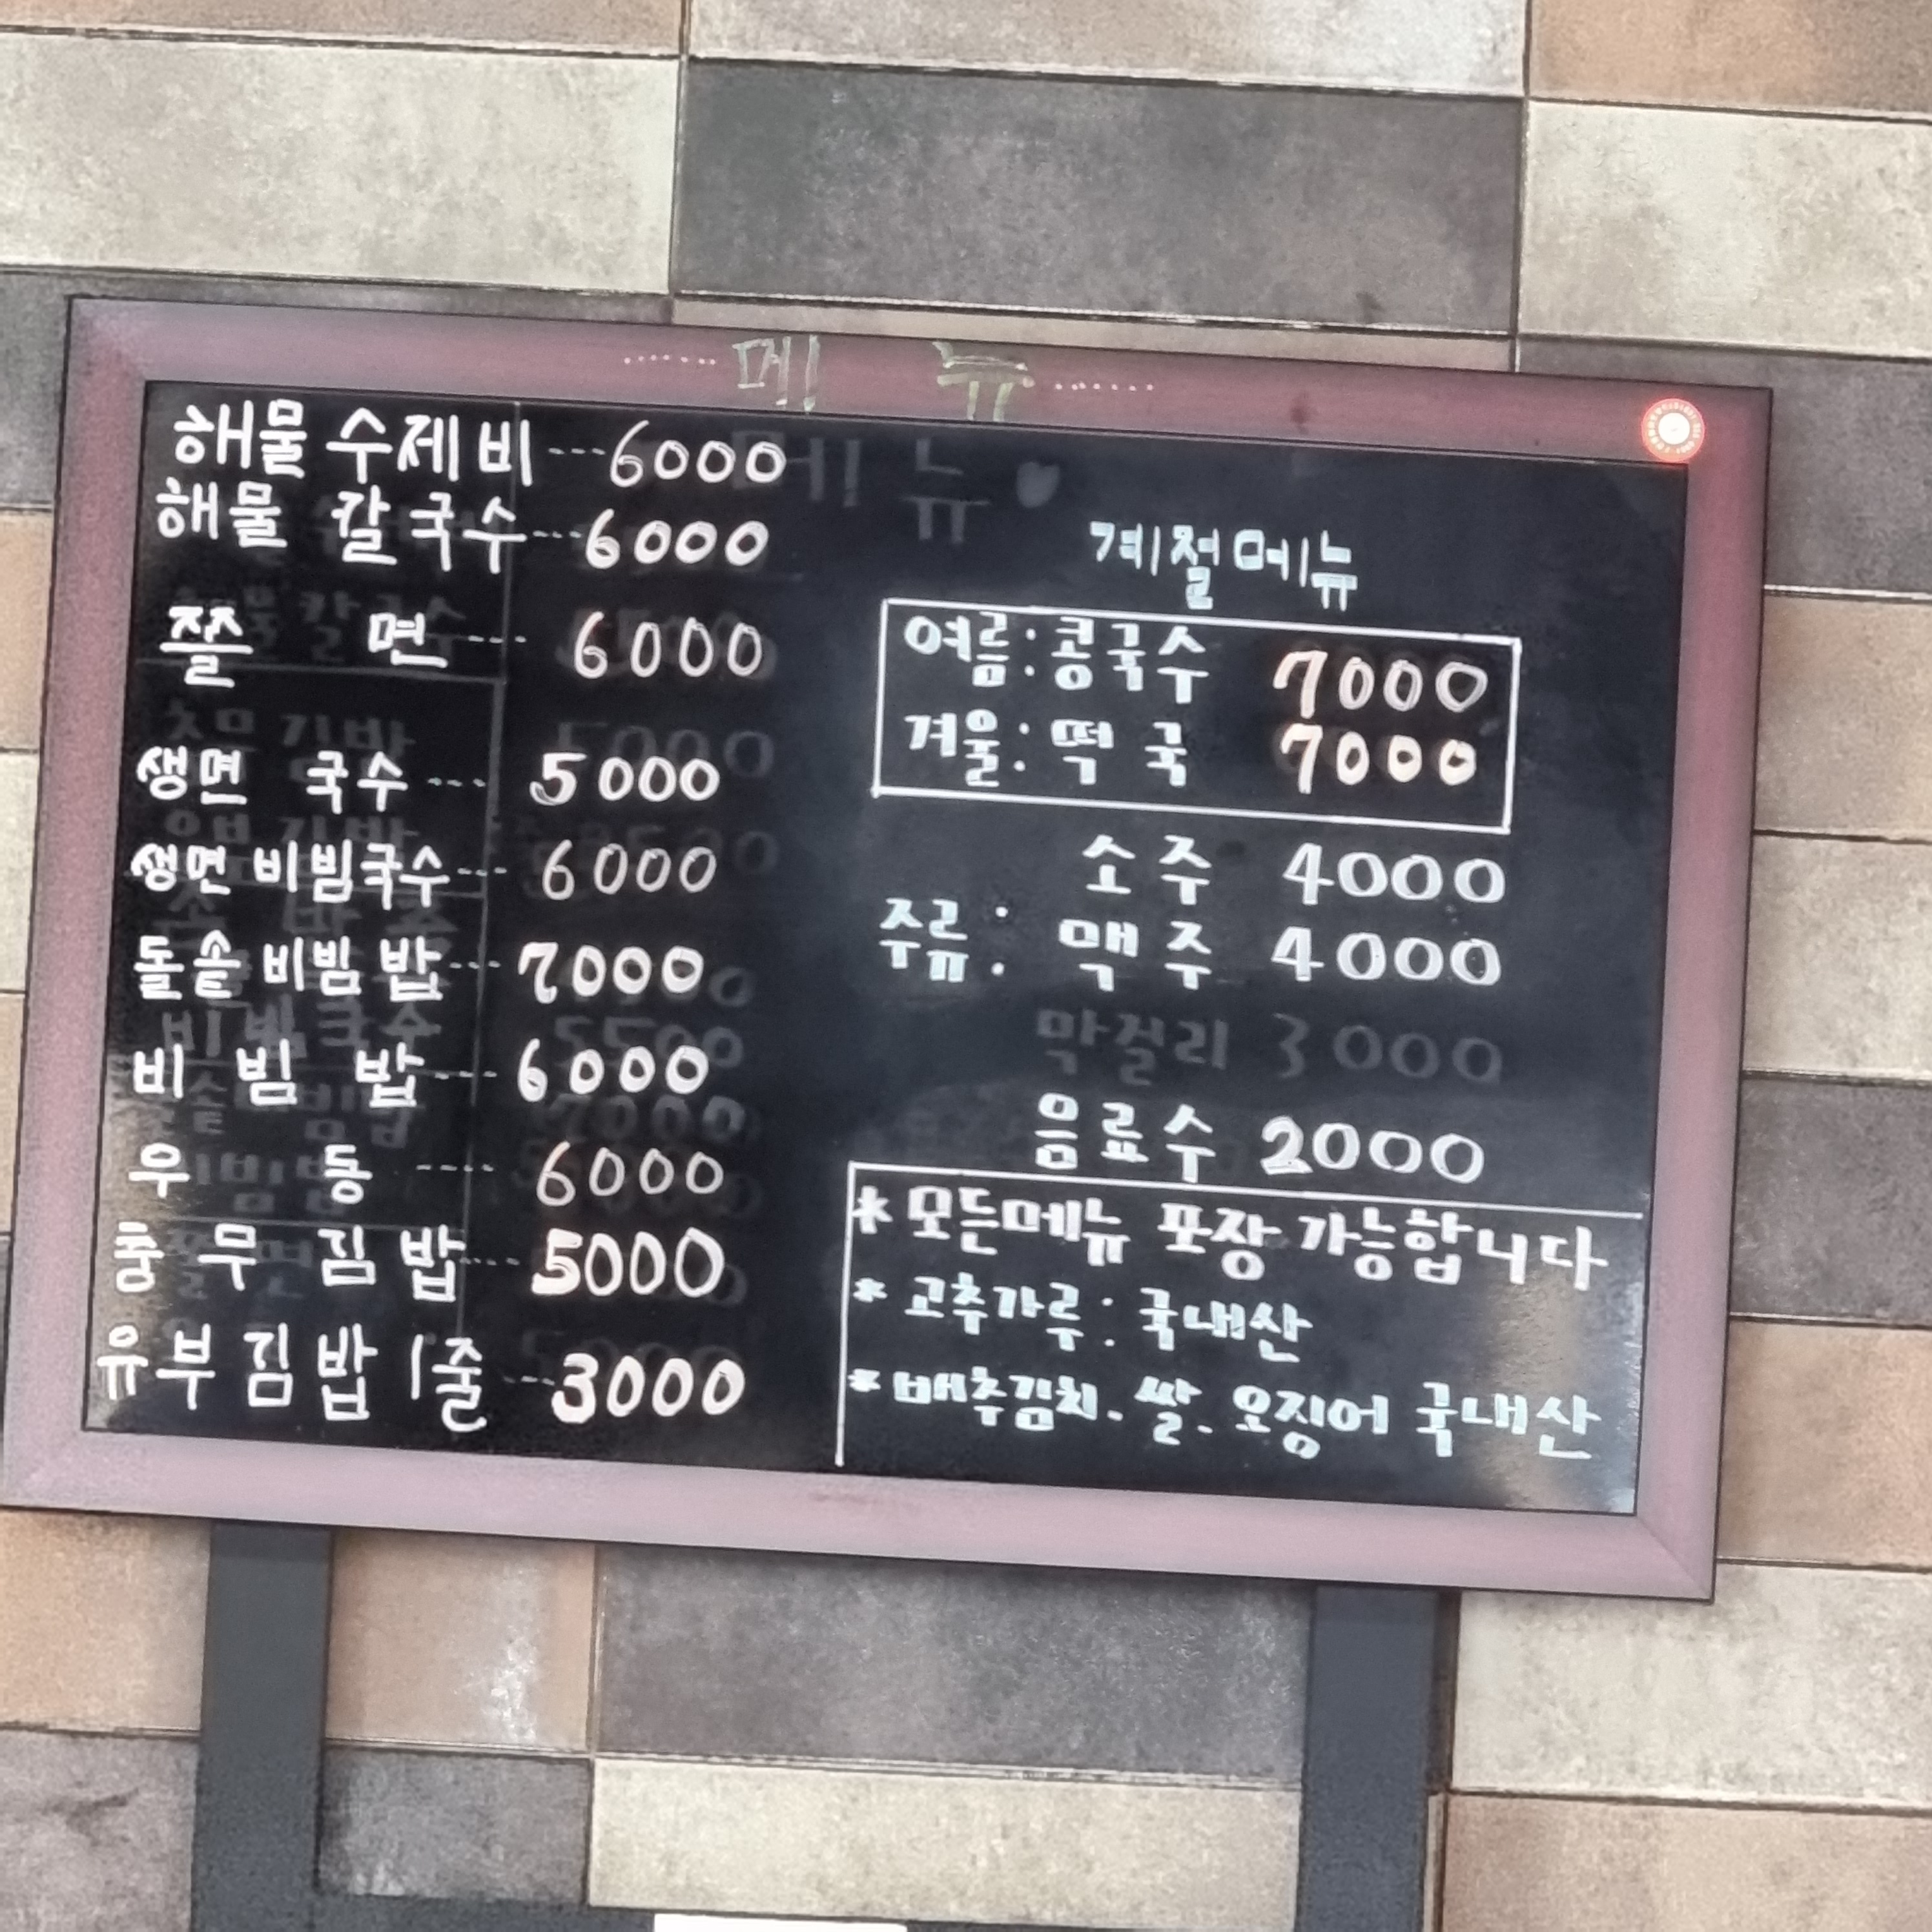 메 뉴
해물 수제비 --- 6000
해물 칼국수 --- 6000
쫄 면 --- 6000
생면 국수 --- 5000
생면 비빔국수 --- 6000
돌솥 비빔 밥 --- 7000
비 빔 밥 --- 6000
우 동 ---- 6000
충 무 김 밥 --- 5000
유 부 김 밥 1줄 --- 3000
계절메뉴
여름 : 콩국수 7000
겨울 : 떡 국 7000
소 주 4000
주류 : 맥 주 4000
막걸리 3000
음료수 2000
* 모든메뉴 포장 가능합니다
* 고추가루 : 국내산
* 배추김치. 쌀. 오징어 국내산